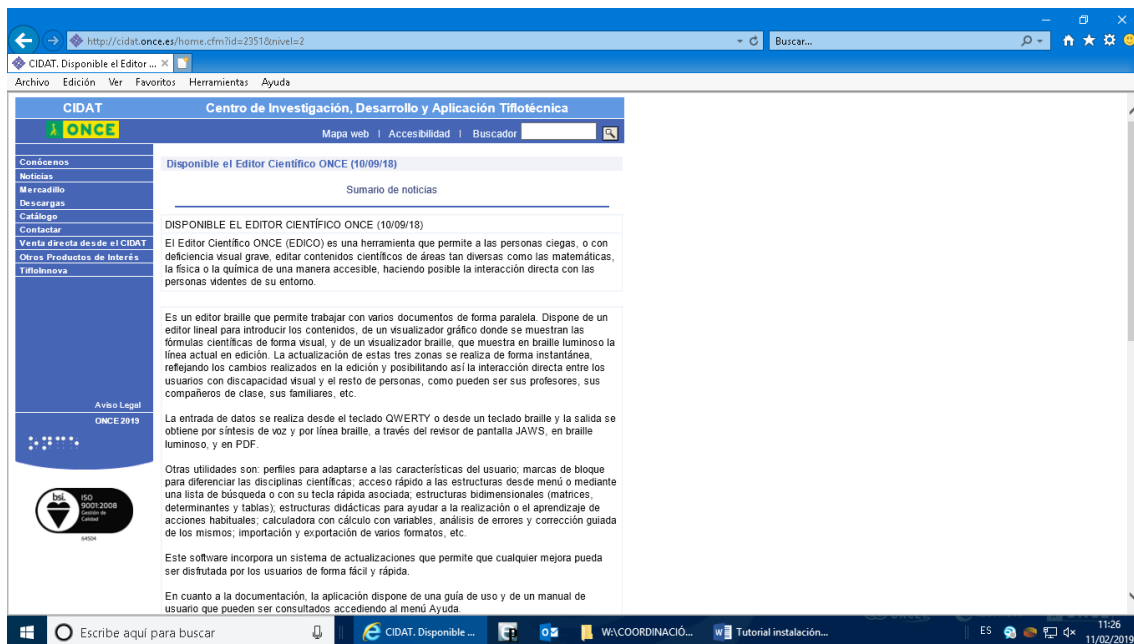 http://cidat.once.es/home.cfm?id=2351&nivel=2
Buscar...
CIDAT. Disponible el Editor ...
Archivo Edición Ver Favoritos Herramientas Ayuda
CIDAT
Centro de Investigación, Desarrollo y Aplicación Tiflotécnica
ONCE
Mapa web | Accesibilidad | Buscador
Conócenos
Noticias
Mercadillo
Descargas
Catálogo
Contactar
Venta directa desde el CIDAT
Otros Productos de Interés
TifloInnova
Aviso Legal
ONCE 2019
bsi.
ISO
9001:2008
Gestión de
Calidad
64504
Disponible el Editor Científico ONCE (10/09/18)
Sumario de noticias
DISPONIBLE EL EDITOR CIENTÍFICO ONCE (10/09/18)
El Editor Científico ONCE (EDICO) es una herramienta que permite a las personas ciegas, o con
deficiencia visual grave, editar contenidos científicos de áreas tan diversas como las matemáticas,
la física o la química de una manera accesible, haciendo posible la interacción directa con las
personas videntes de su entorno.
Es un editor braille que permite trabajar con varios documentos de forma paralela. Dispone de un
editor lineal para introducir los contenidos, de un visualizador gráfico donde se muestran las
fórmulas científicas de forma visual, y de un visualizador braille, que muestra en braille luminoso la
línea actual en edición. La actualización de estas tres zonas se realiza de forma instantánea,
reflejando los cambios realizados en la edición y posibilitando así la interacción directa entre los
usuarios con discapacidad visual y el resto de personas, como pueden ser sus profesores, sus
compañeros de clase, sus familiares, etc.
La entrada de datos se realiza desde el teclado QWERTY o desde un teclado braille y la salida se
obtiene por síntesis de voz y por línea braille, a través del revisor de pantalla JAWS, en braille
luminoso, y en PDF.
Otras utilidades son: perfiles para adaptarse a las características del usuario; marcas de bloque
para diferenciar las disciplinas científicas; acceso rápido a las estructuras desde menú o mediante
una lista de búsqueda o con su tecla rápida asociada; estructuras bidimensionales (matrices,
determinantes y tablas); estructuras didácticas para ayudar a la realización o el aprendizaje de
acciones habituales; calculadora con cálculo con variables, análisis de errores y corrección guiada
de los mismos; importación y exportación de varios formatos, etc.
Este software incorpora un sistema de actualizaciones que permite que cualquier mejora pueda
ser disfrutada por los usuarios de forma fácil y rápida.
En cuanto a la documentación, la aplicación dispone de una guía de uso y de un manual de
usuario que pueden ser consultados accediendo al menú Ayuda.
Escribe aquí para buscar
CIDAT. Disponible ...
W:\COORDINACIÓ...
Tutorial instalación...
ES
11:26
11/02/2019